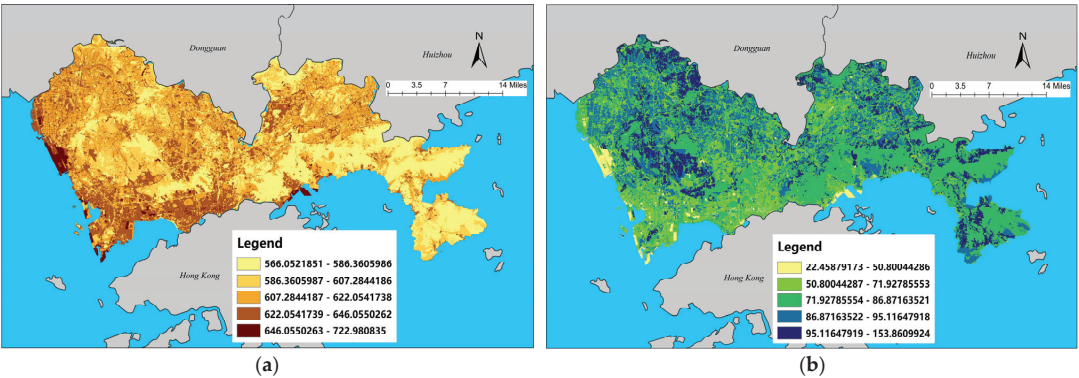 Dongguan
Huizhou
N
0 3.5 7 14 Miles
Hong Kong
Legend
566.0521851 - 586.3605986
586.3605987 - 607.2844186
607.2844187 - 622.0541738
622.0541739 - 646.0550262
646.0550263 - 722.980835
(a)
Dongguan
Huizhou
N
0 3.5 7 14 Miles
Hong Kong
Legend
22.45879173 - 50.80044286
50.80044287 - 71.92785553
71.92785554 - 86.87163521
86.87163522 - 95.11647918
95.11647919 - 153.8609924
(b)